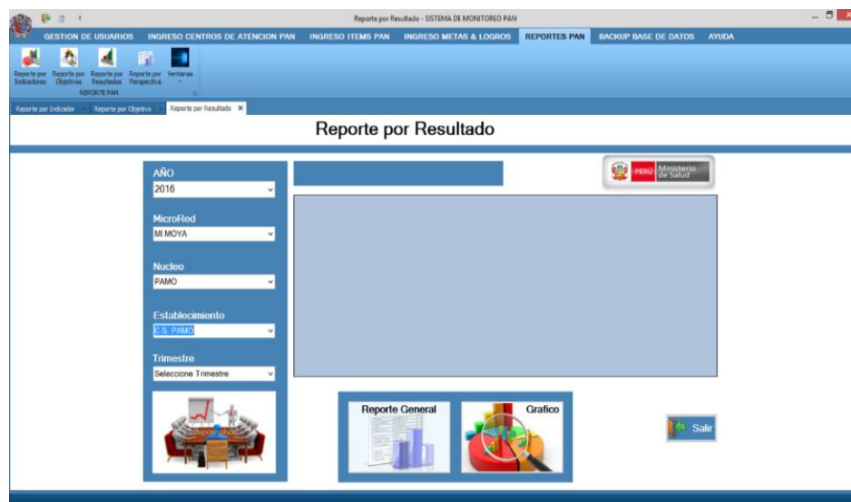 Reporte por Resultado - SISTEMA DE MONITOREO PAN
GESTION DE USUARIOS INGRESO CENTROS DE ATENCION PAN INGRESO ITEMS PAN INGRESO METAS & LOGROS REPORTES PAN BACKUP BASE DE DATOS AYUDA
Reporte por Indicadores
Reporte por Objetivos
Reporte por Resultados
Reporte por Perspectiva
Ventanas
REPORTE PAN
Reporte por Indicador Reporte por Objetivo Reporte por Resultado
Reporte por Resultado
AÑO
2016
PERÚ
Ministerio
de Salud
MicroRed
MI MOYA
Nucleo
PAMO
Establecimiento
C.S. PAMO
Trimestre
Seleccione Trimestre
Reporte General
Grafico
Salir